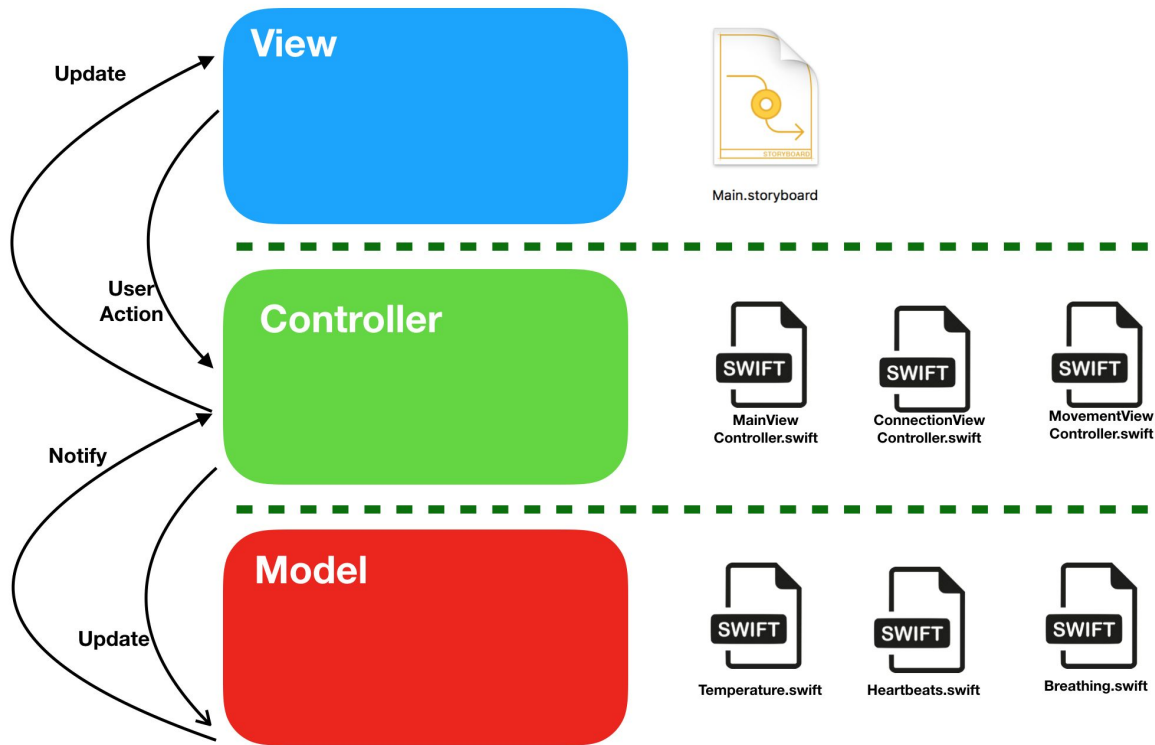 View
Update
STORYBOARD
Main.storyboard
User
Action
Controller
SWIFT
SWIFT
SWIFT
MainView
Controller.swift
ConnectionView
Controller.swift
MovementView
Controller.swift
Notify
Model
Update
SWIFT
SWIFT
SWIFT
Temperature.swift
Heartbeats.swift
Breathing.swift